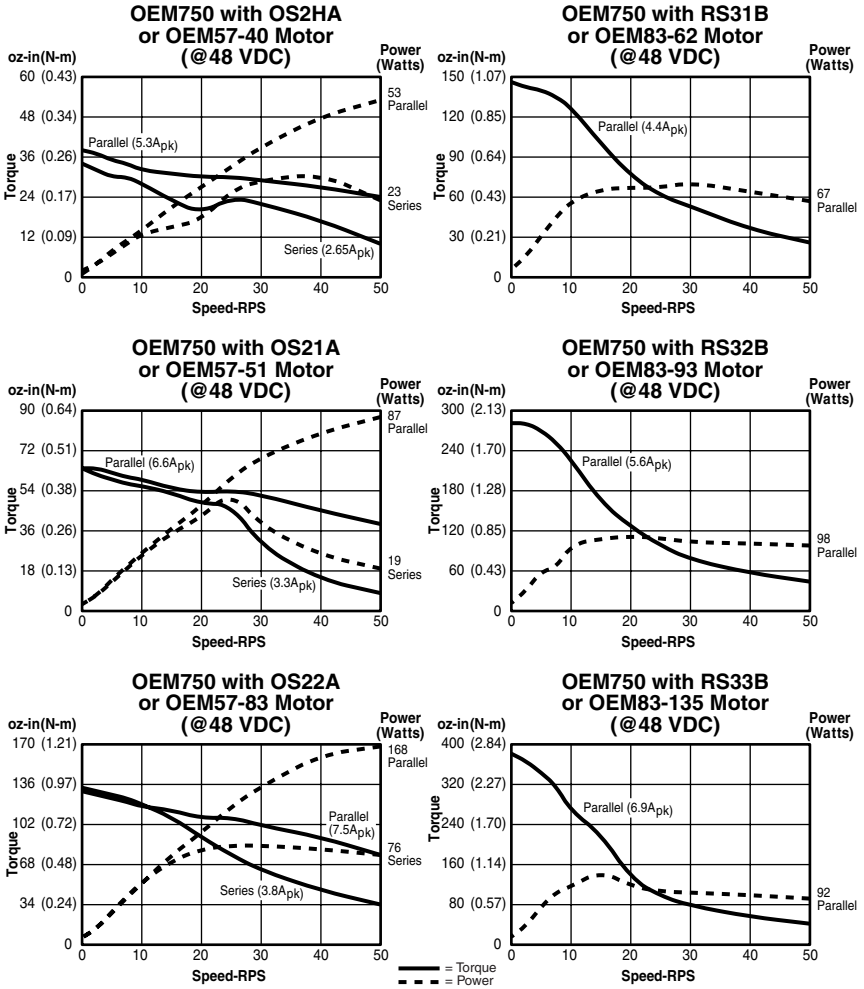 OEM750 with OS2HA
or OEM57-40 Motor
(@48 VDC)
oz-in(N-m)
Power
(Watts)
60 (0.43)
48 (0.34)
36 (0.26)
24 (0.17)
12 (0.09)
0
Torque
Parallel (5.3Apk)
Series (2.65Apk)
53
Parallel
23
Series
0 10 20 30 40 50
Speed-RPS
OEM750 with RS31B
or OEM83-62 Motor
(@48 VDC)
oz-in(N-m)
Power
(Watts)
150 (1.07)
120 (0.85)
90 (0.64)
60 (0.43)
30 (0.21)
0
Torque
Parallel (4.4Apk)
67
Parallel
0 10 20 30 40 50
Speed-RPS
OEM750 with OS21A
or OEM57-51 Motor
(@48 VDC)
oz-in(N-m)
Power
(Watts)
90 (0.64)
72 (0.51)
54 (0.38)
36 (0.26)
18 (0.13)
0
Torque
Parallel (6.6Apk)
Series (3.3Apk)
87
Parallel
19
Series
0 10 20 30 40 50
Speed-RPS
OEM750 with RS32B
or OEM83-93 Motor
(@48 VDC)
oz-in(N-m)
Power
(Watts)
300 (2.13)
240 (1.70)
180 (1.28)
120 (0.85)
60 (0.43)
0
Torque
Parallel (5.6Apk)
98
Parallel
0 10 20 30 40 50
Speed-RPS
OEM750 with OS22A
or OEM57-83 Motor
(@48 VDC)
oz-in(N-m)
Power
(Watts)
170 (1.21)
136 (0.97)
102 (0.72)
68 (0.48)
34 (0.24)
0
Torque
Parallel
(7.5Apk)
Series (3.8Apk)
168
Parallel
76
Series
0 10 20 30 40 50
Speed-RPS
OEM750 with RS33B
or OEM83-135 Motor
(@48 VDC)
oz-in(N-m)
Power
(Watts)
400 (2.84)
320 (2.27)
240 (1.70)
160 (1.14)
80 (0.57)
0
Torque
Parallel (6.9Apk)
92
Parallel
0 10 20 30 40 50
Speed-RPS
= Torque
= Power